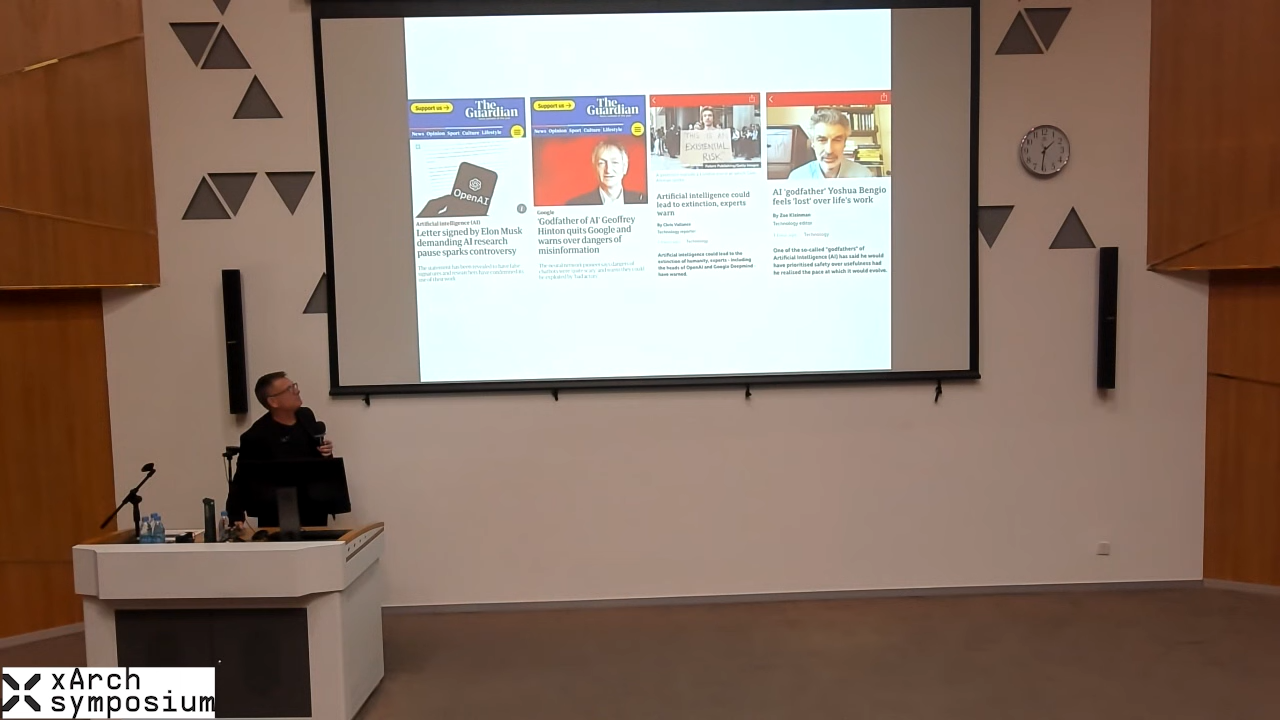 Support us →
The
Guardian
News Opinion Sport Culture Lifestyle
OpenAI
Artificial intelligence (AI)
Letter signed by Elon Musk
demanding AI research
pause sparks controversy
Support us →
The
Guardian
News Opinion Sport Culture Lifestyle
Google
'Godfather of AI' Geoffrey
Hinton quits Google and
warns over dangers of
misinformation
THIS IS AN
EXISTENTIAL
RISK
Artificial intelligence could
lead to extinction, experts
warn
Technology reporter
Technology
Artificial intelligence could lead to the
extinction of humanity, experts - including
the heads of OpenAI and Google Deepmind
have warned.
AI 'godfather' Yoshua Bengio
feels 'lost' over life's work
By Zoe Kleinman
Technology editor
Technology
One of the so-called "godfathers" of
Artificial Intelligence (AI) has said he would
have prioritised safety over usefulness had
he realised the pace at which it would evolve.
xArch
symposium